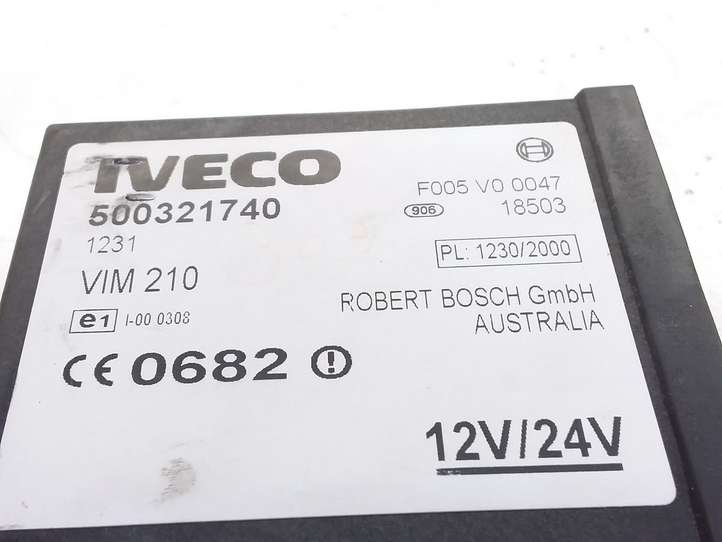 IVECO
500321740
1231
VIM 210
e1 I-00 0308
CE 0682 !
F005 V0 0047
906 18503
PL: 1230/2000
ROBERT BOSCH GmbH
AUSTRALIA
12V/24V